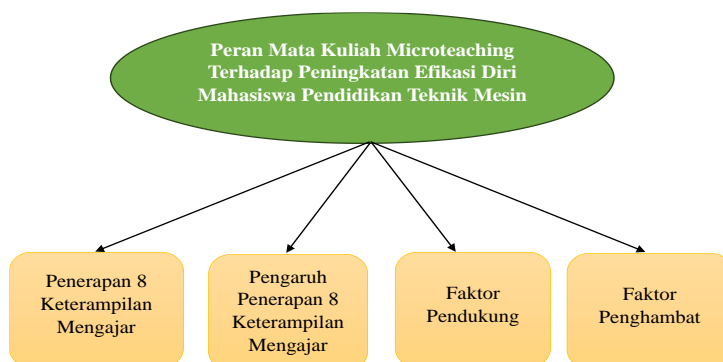 Peran Mata Kuliah Microteaching
Terhadap Peningkatan Efikasi Diri
Mahasiswa Pendidikan Teknik Mesin
Penerapan 8
Keterampilan
Mengajar
Pengaruh
Penerapan 8
Keterampilan
Mengajar
Faktor
Pendukung
Faktor
Penghambat